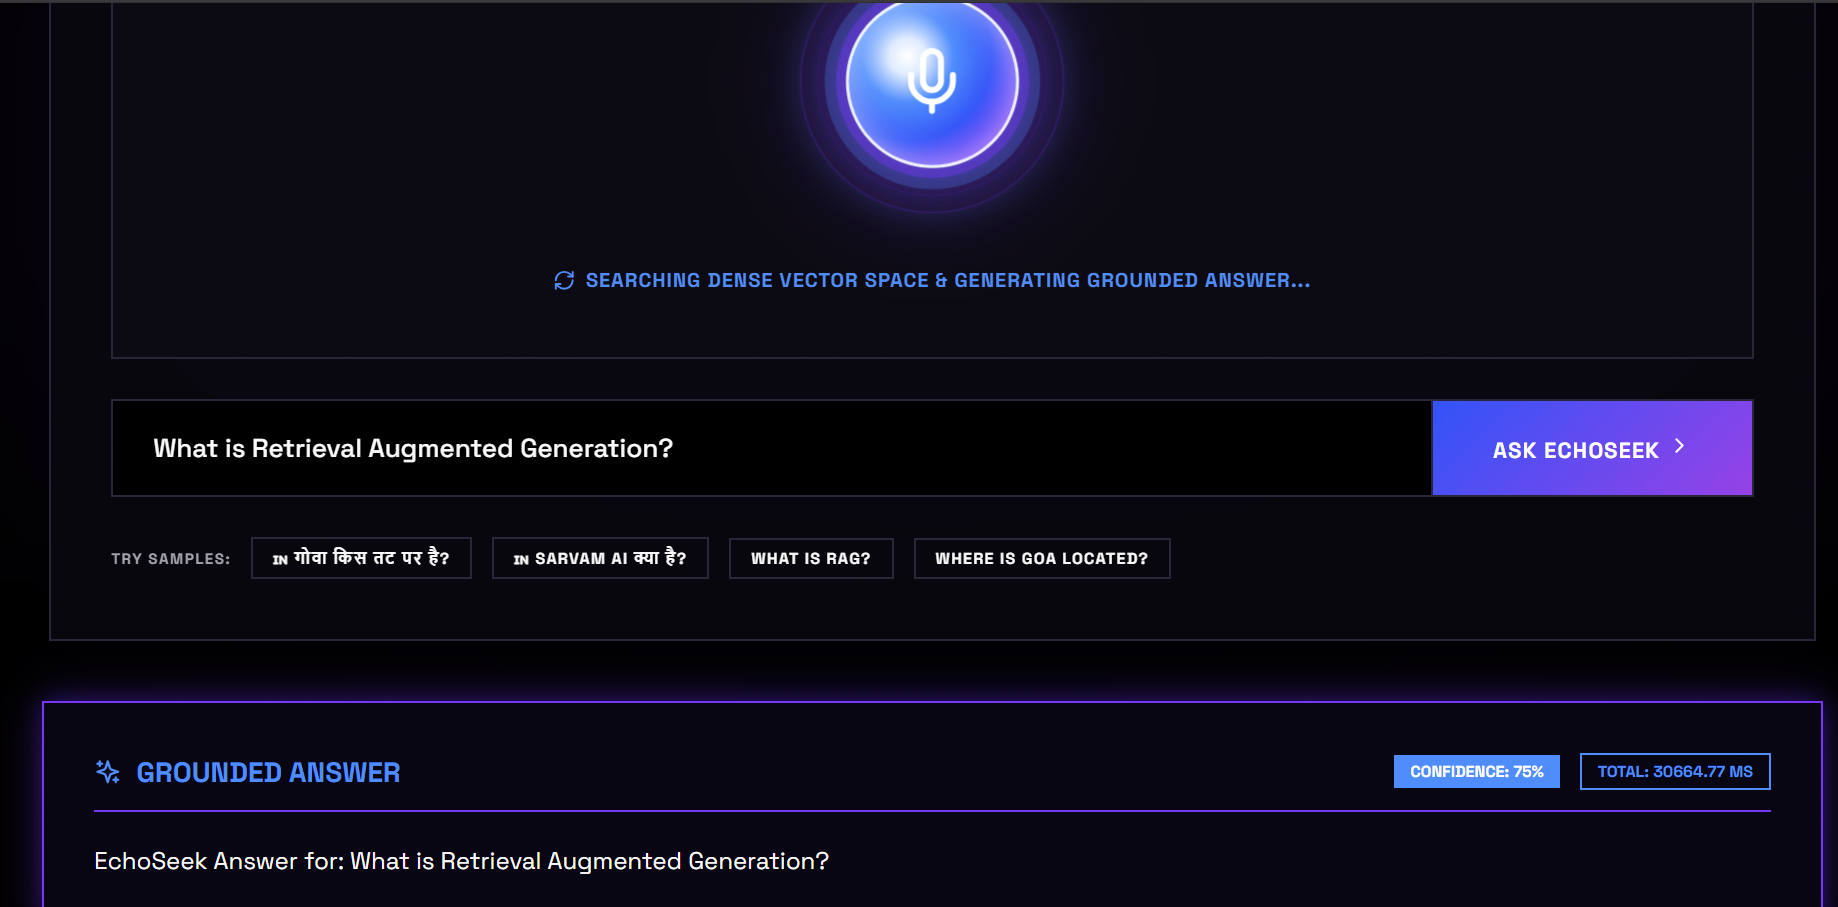 SEARCHING DENSE VECTOR SPACE & GENERATING GROUNDED ANSWER...
What is Retrieval Augmented Generation?
ASK ECHOSEEK
TRY SAMPLES: IN गोवा किस तट पर है? IN SARVAM AI क्या है? WHAT IS RAG? WHERE IS GOA LOCATED?
GROUNDED ANSWER CONFIDENCE: 75% TOTAL: 30664.77 MS
EchoSeek Answer for: What is Retrieval Augmented Generation?